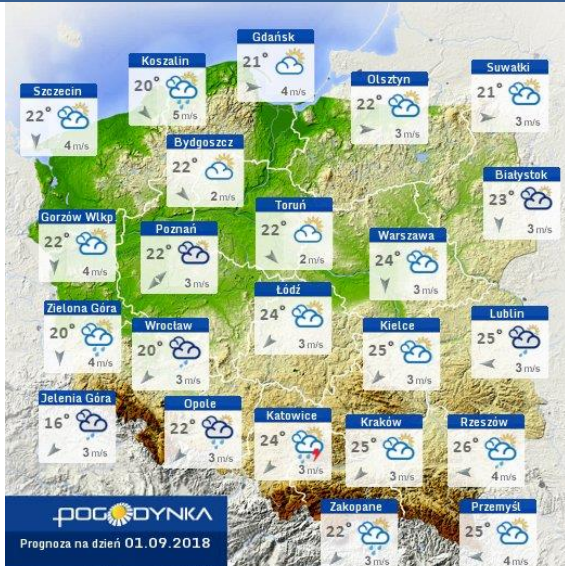 Gdańsk
21°
4 m/s
Koszalin
20°
5 m/s
Suwałki
21°
3 m/s
Olsztyn
22°
3 m/s
Szczecin
22°
4 m/s
Bydgoszcz
22°
2 m/s
Białystok
23°
3 m/s
Toruń
22°
2 m/s
Gorzów Wlkp
22°
4 m/s
Poznań
22°
3 m/s
Warszawa
24°
3 m/s
Łódź
24°
3 m/s
Zielona Góra
20°
4 m/s
Wrocław
20°
3 m/s
Kielce
25°
3 m/s
Lublin
25°
3 m/s
Jelenia Góra
16°
3 m/s
Opole
22°
3 m/s
Katowice
24°
3 m/s
Kraków
25°
3 m/s
Rzeszów
26°
4 m/s
Zakopane
22°
3 m/s
Przemyśl
25°
4 m/s
POGODYNKA
Prognoza na dzień 01.09.2018